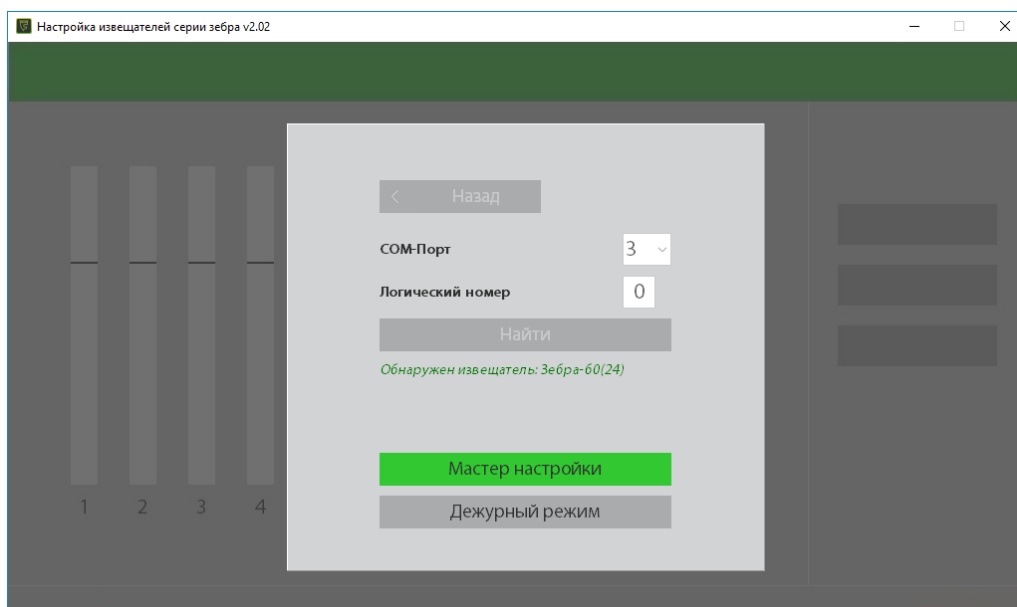 Настройка извещателей серии зебра v2.02
Назад
COM-Порт
3
Логический номер
0
Найти
Обнаружен извещатель: Зебра-60(24)
Мастер настройки
Дежурный режим
1 2 3 4